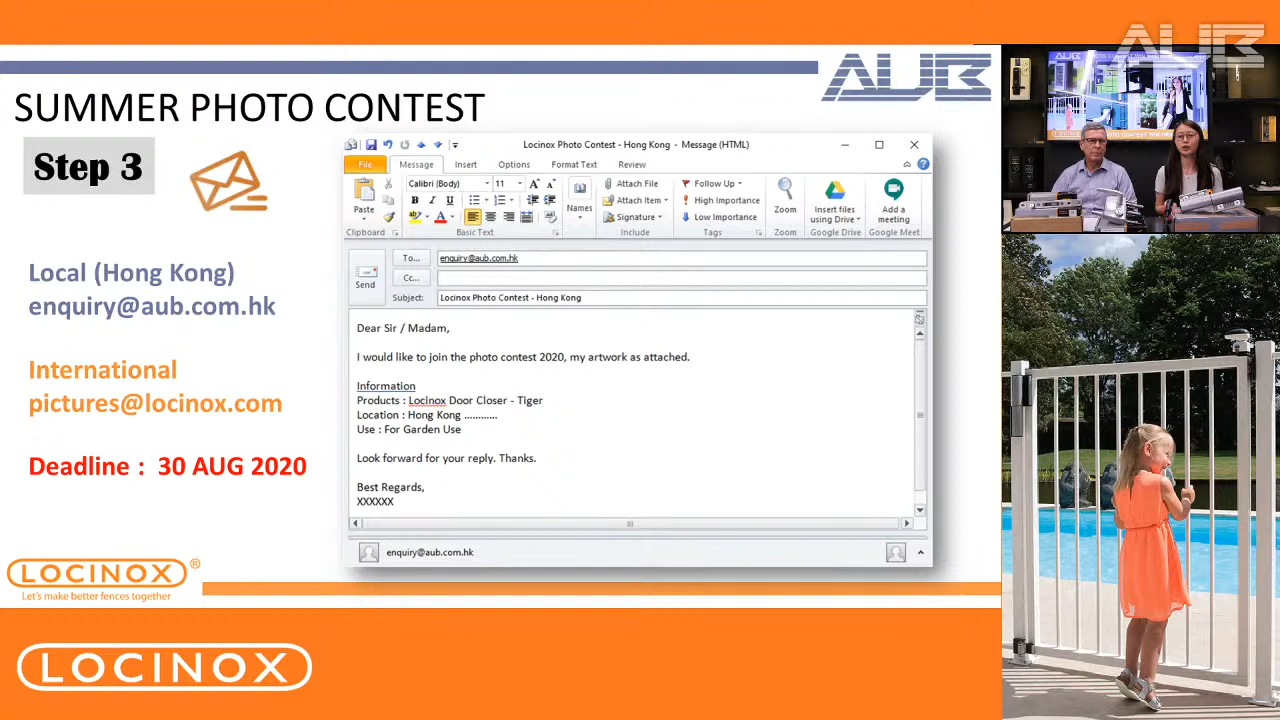 AUB
AUB
SUMMER PHOTO CONTEST
Step 3
Local (Hong Kong)
enquiry@aub.com.hk
International
pictures@locinox.com
Deadline : 30 AUG 2020
Locinox Photo Contest - Hong Kong - Message (HTML)
File Message Insert Options Format Text Review
Calibri (Body) 11
Paste
B I U
Names
Attach File
Attach Item
Signature
Follow Up
High Importance
Low Importance
Zoom
Insert files
using Drive
Add a
meeting
Clipboard Basic Text Include Tags Zoom Google Drive Google Meet
Send
To... enquiry@aub.com.hk
Cc...
Subject: Locinox Photo Contest - Hong Kong
Dear Sir / Madam,
I would like to join the photo contest 2020, my artwork as attached.
Information
Products : Locinox Door Closer - Tiger
Location : Hong Kong ............
Use : For Garden Use
Look forward for your reply. Thanks.
Best Regards,
XXXXXX
enquiry@aub.com.hk
LOCINOX®
Let's make better fences together
LOCINOX
AUB